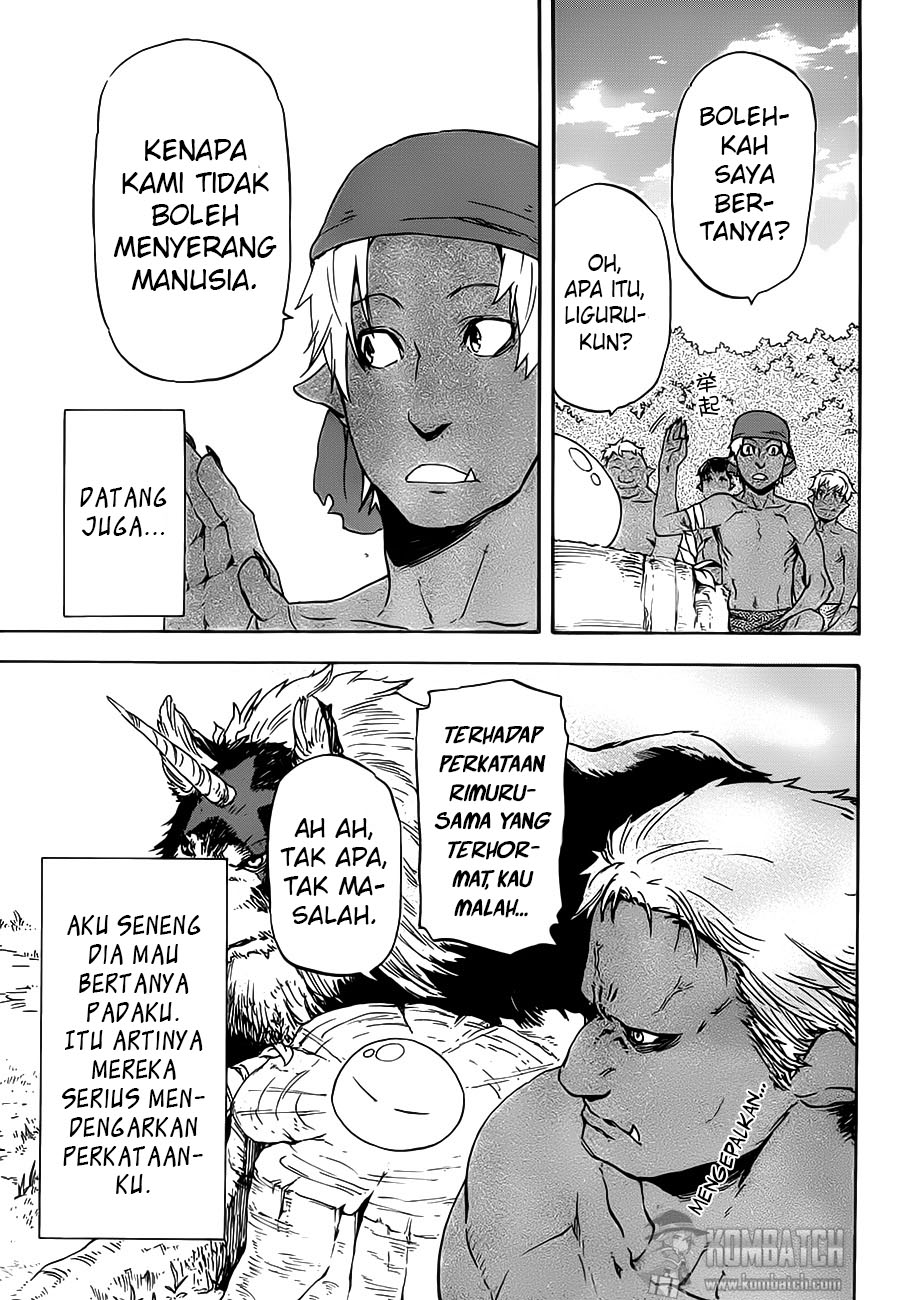 BOLEH-
KAH
SAYA
BER-
TANYA?
OH,
APA ITU,
LIGURU-
KUN?
举
起
KENAPA
KAMI TIDAK
BOLEH
MENYERANG
MANUSIA.
DATANG
JUGA...
TERHADAP
PERKATAAN
RIMURU-
SAMA YANG
TERHOR-
MAT, KAU
MALAH...
AH AH,
TAK APA,
TAK MA-
SALAH.
MENGEPALKAN...
AKU SENENG
DIA MAU
BERTANYA
PADAKU.
ITU ARTINYA
MEREKA
SERIUS MEN-
DENGARKAN
PERKATAAN-
KU.
KOMBATCH
www.kombatch.com